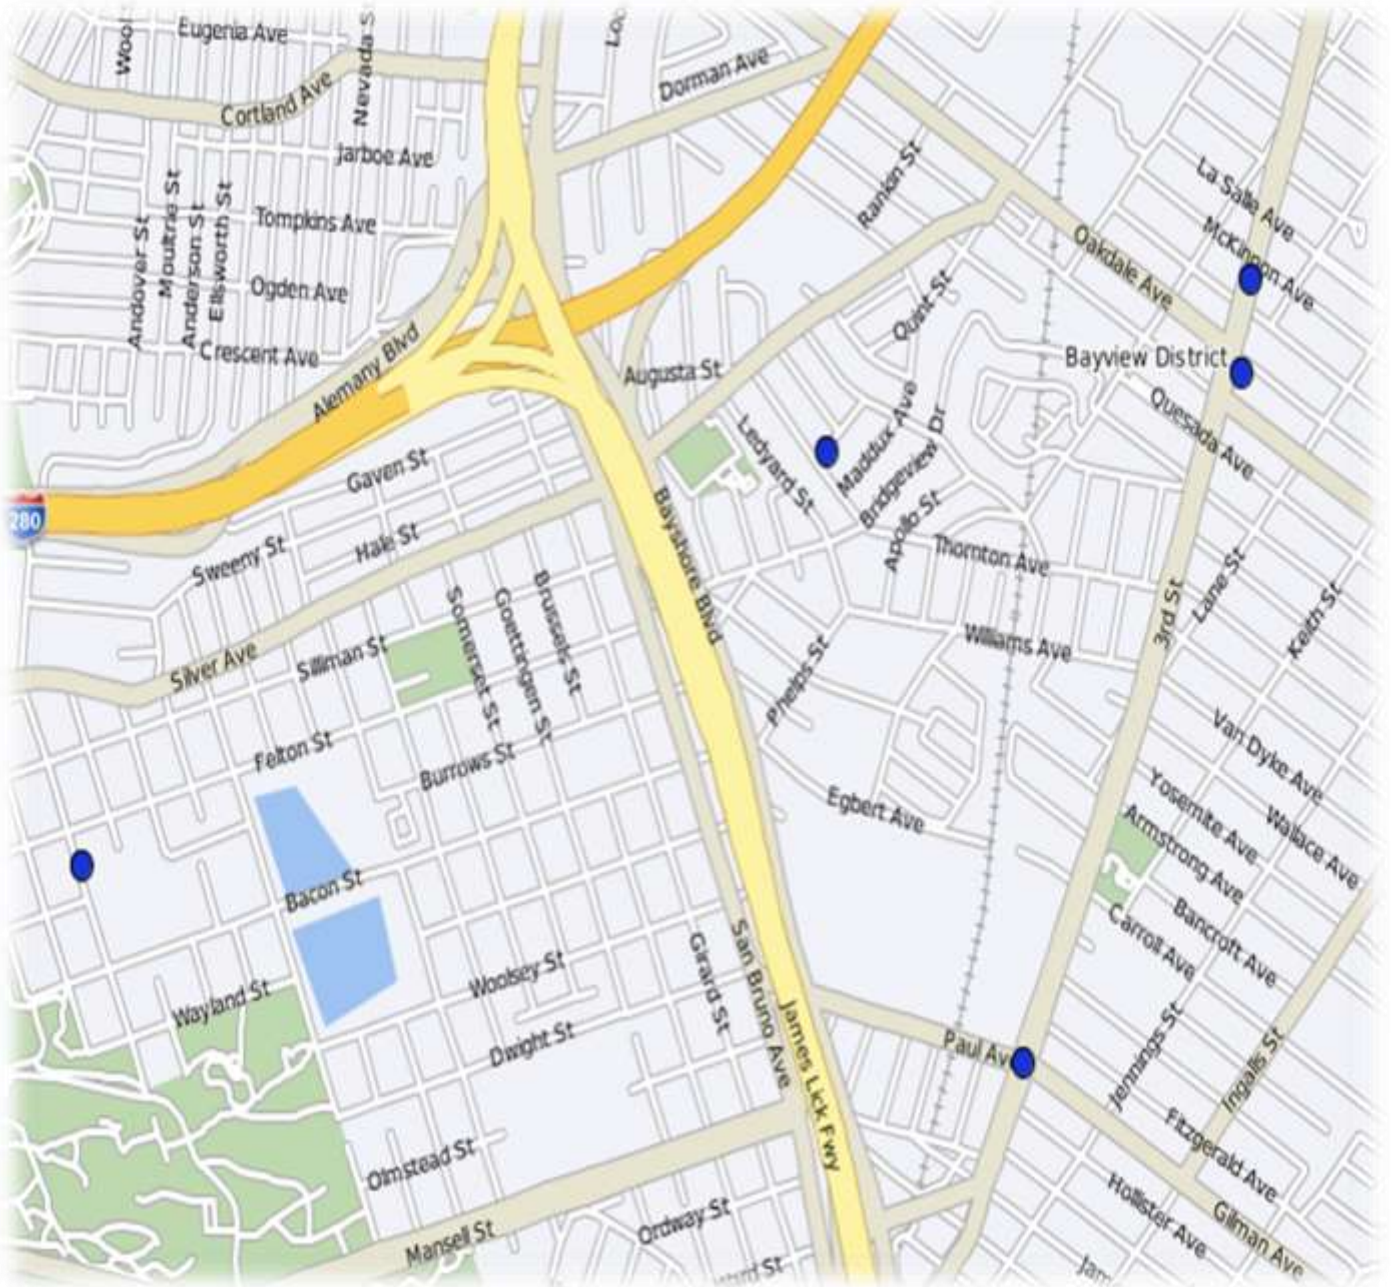 Eugenia Ave
Nevada S
Cortland Ave
Dorman Ave
Jarboe Ave
Rankin St
La Salle Ave
McKinnon Ave
Andover St
Moultrie St
Anderson St
Ellsworth St
Tompkins Ave
Oakdale Ave
Ogden Ave
Quint St
Crescent Ave
Alemany Blvd
Augusta St
Bayview District
Quesada Ave
Ledyard St
Maddux Ave
Bridgeview Dr
Apollo St
Gaven St
280
Hale St
Sweeny St
Bayshore Blvd
Thornton Ave
3rd St
Lane St
Keith St
Somerset St
Goettingen St
Brussels St
Williams Ave
Silver Ave
Silliman St
Phelps St
Felton St
Burrows St
Van Dyke Ave
Yosemite Ave
Wallace Ave
Egbert Ave
Armstrong Ave
Bacon St
Bancroft Ave
Carroll Ave
Girard St
San Bruno Ave
Woolsey St
Wayland St
Dwight St
James Lick Fwy
Paul Av
Jennings St
Ingalls St
Fitzgerald Ave
Olmstead St
Ordway St
Mansell St
Hollister Ave
Gilman Ave
Jam